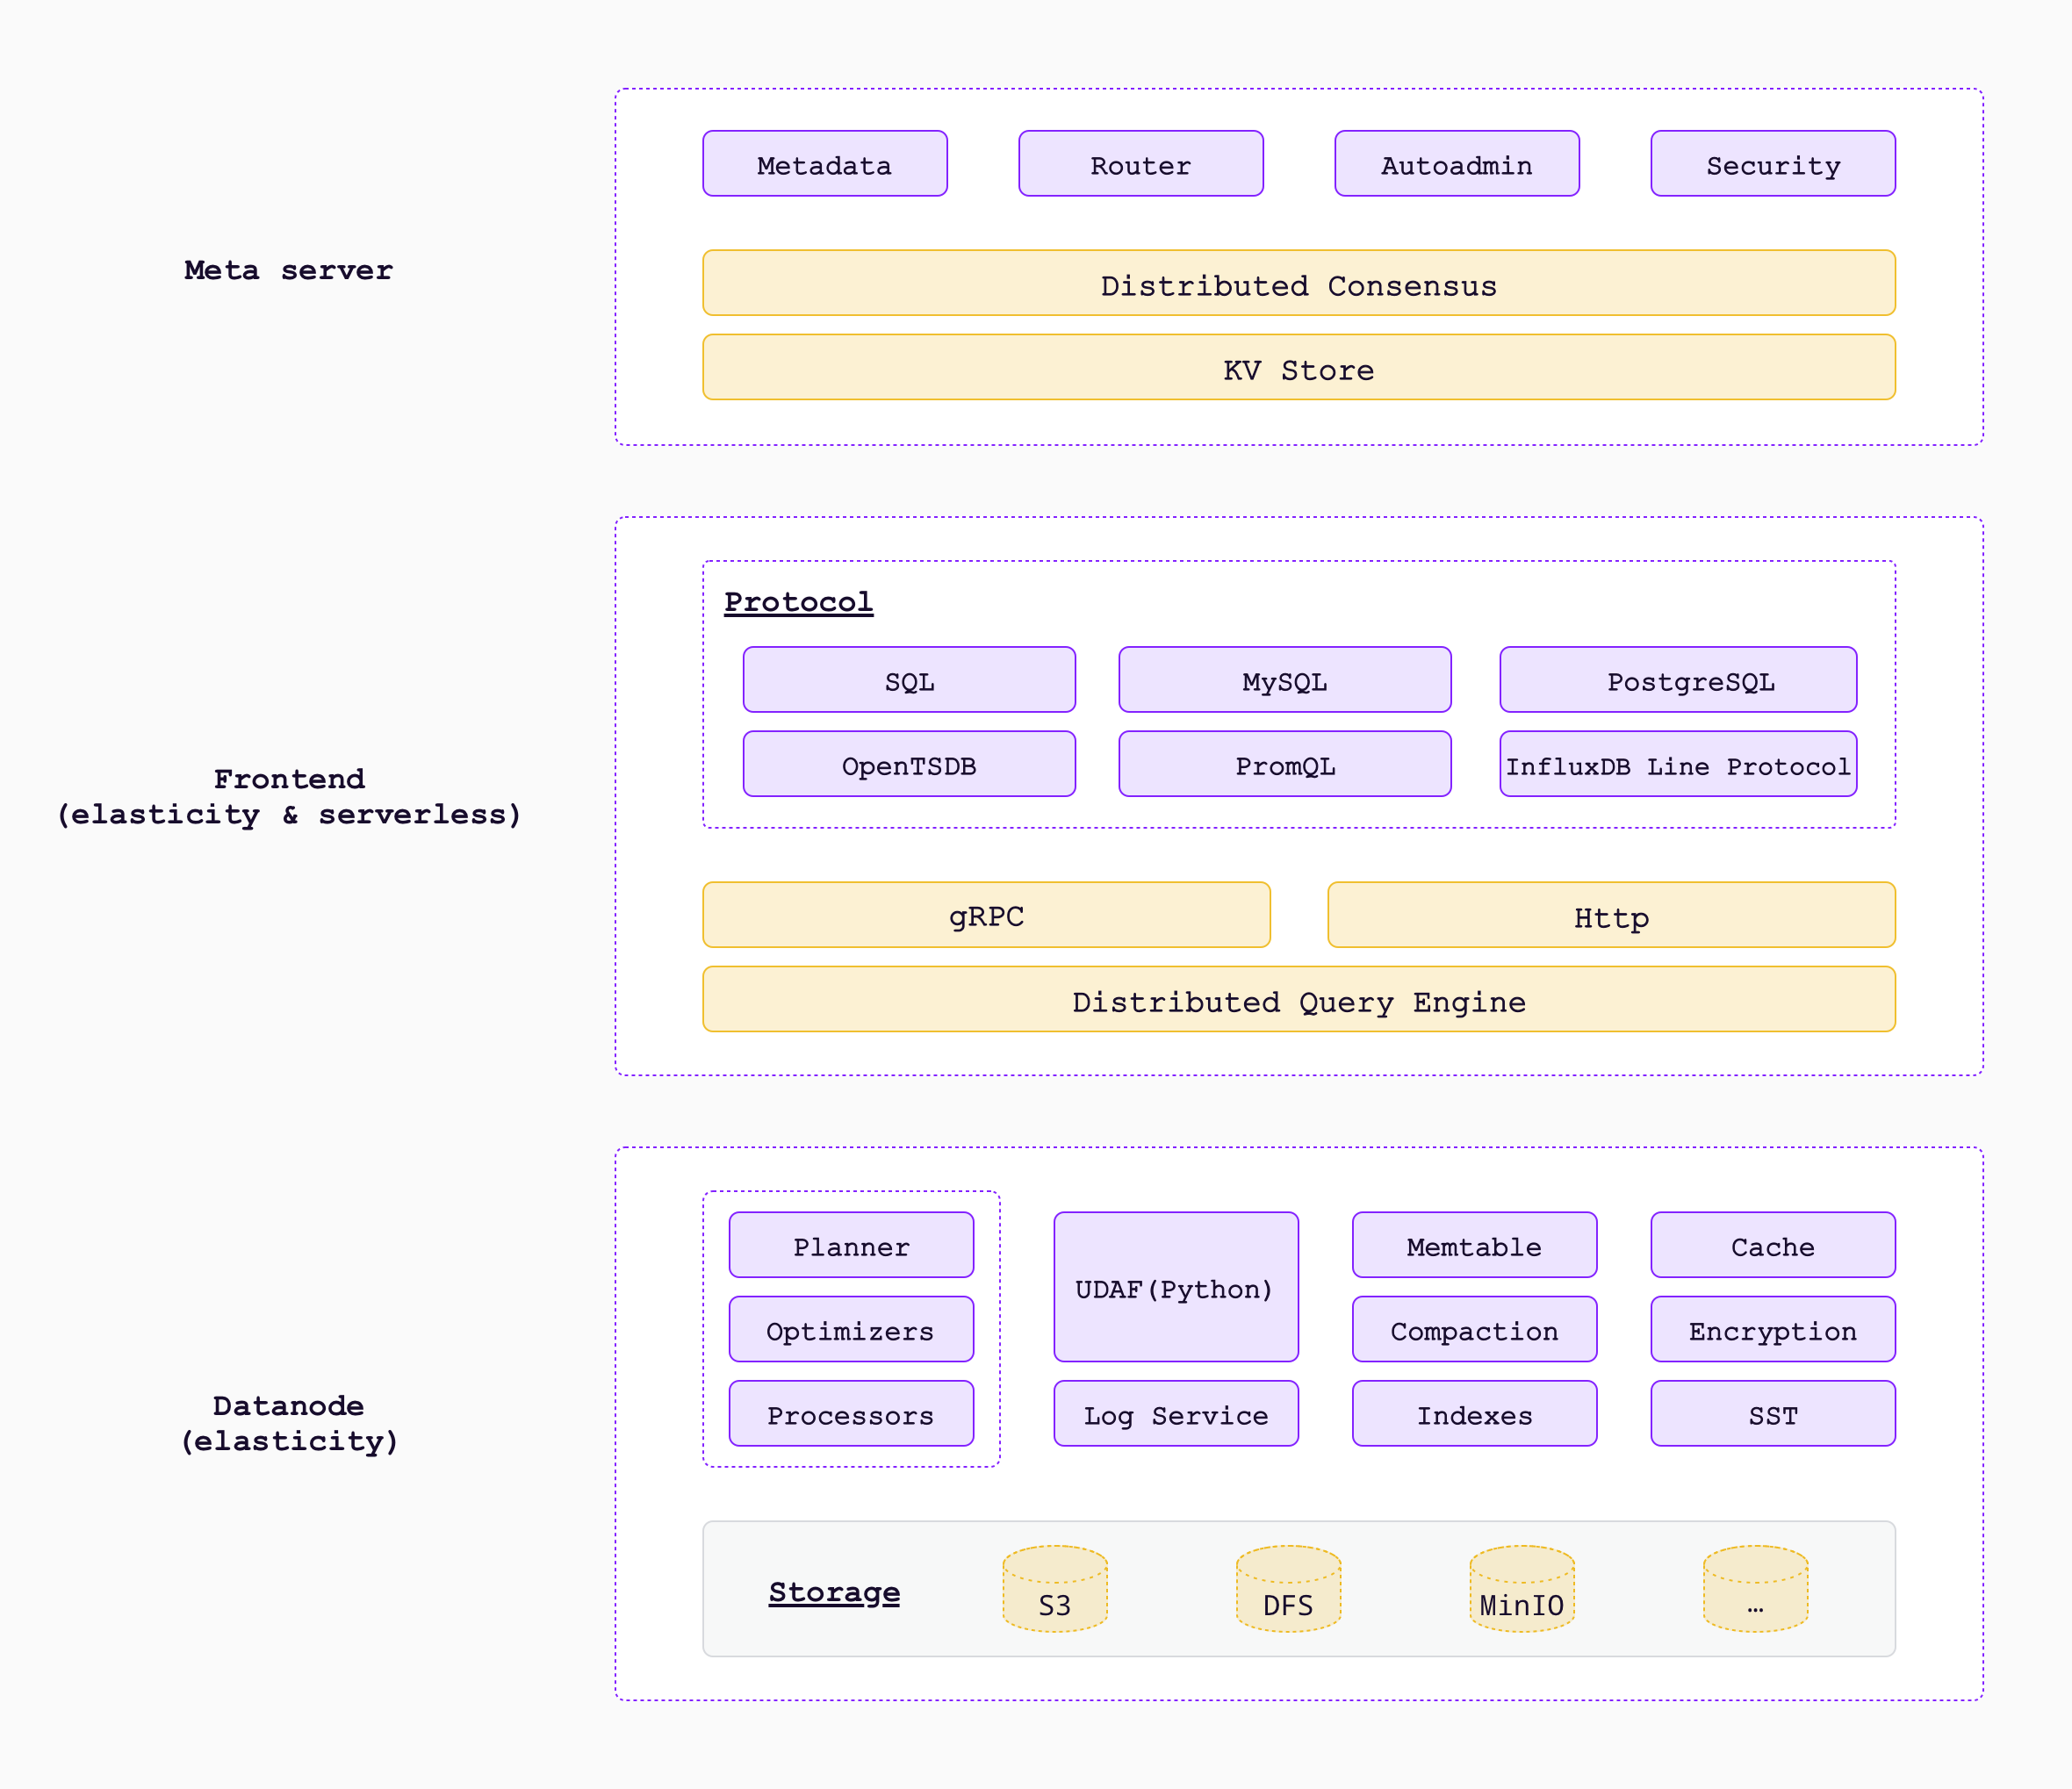 Meta server
Metadata
Router
Autoadmin
Security
Distributed Consensus
KV Store
Frontend
(elasticity & serverless)
Protocol
SQL
MySQL
PostgreSQL
OpenTSDB
PromQL
InfluxDB Line Protocol
gRPC
Http
Distributed Query Engine
Datanode
(elasticity)
Planner
Optimizers
Processors
UDAF(Python)
Log Service
Memtable
Compaction
Indexes
Cache
Encryption
SST
Storage
S3
DFS
MinIO
…